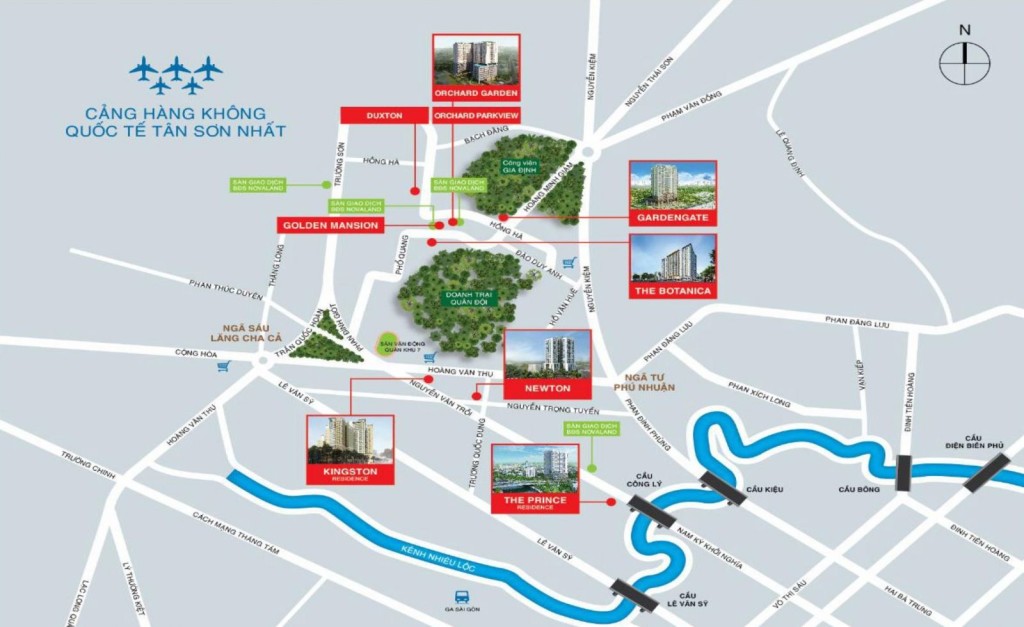 N
CẢNG HÀNG KHÔNG
QUỐC TẾ TÂN SƠN NHẤT
ORCHARD GARDEN
DUXTON
ORCHARD PARKVIEW
NGUYỄN KIỆM
NGUYỄN THÁI SƠN
PHẠM VĂN ĐỒNG
LÊ QUANG ĐỊNH
BẠCH ĐẰNG
TRƯỜNG SƠN
HỒNG HÀ
Công viên
GIA ĐỊNH
HOÀNG MINH GIÁM
SÀN GIAO DỊCH
BĐS NOVALAND
SÀN GIAO DỊCH
BĐS NOVALAND
SÀN GIAO DỊCH
BĐS NOVALAND
GOLDEN MANSION
GARDENGATE
HỒNG HÀ
PHỔ QUANG
ĐÀO DUY ANH
THĂNG LONG
THE BOTANICA
PHAN THÚC DUYỆN
DOANH TRẠI
QUÂN ĐỘI
HỒ VĂN HUÊ
NGUYỄN KIỆM
TRẦN QUỐC HOÀN
PHAN ĐÌNH GIÓT
NGÃ SÁU
LĂNG CHA CẢ
SÂN VẬN ĐỘNG
QUÂN KHU 7
PHAN ĐĂNG LƯU
PHAN ĐĂNG LƯU
CỘNG HÒA
HOÀNG VĂN THỤ
NEWTON
NGÃ TƯ
PHÚ NHUẬN
VẠN KIẾP
ĐINH TIÊN HOÀNG
PHAN XÍCH LONG
LÊ VĂN SỸ
NGUYỄN VĂN TRỖI
NGUYỄN TRỌNG TUYỂN
HOÀNG VĂN THỤ
PHAN ĐÌNH PHÙNG
TRƯƠNG QUỐC DUNG
SÀN GIAO DỊCH
BĐS NOVALAND
KINGSTON
RESIDENCE
THE PRINCE
RESIDENCE
CẦU
ĐIỆN BIÊN PHỦ
CẦU
CÔNG LÝ
CẦU KIỆU
CẦU BÔNG
TRƯỜNG CHINH
CÁCH MẠNG THÁNG TÁM
NAM KỲ KHỞI NGHĨA
ĐINH TIÊN HOÀNG
LÊ VĂN SỸ
KÊNH NHIÊU LỘC
LẠC LONG QUÂ
LÝ THƯỜNG KIỆT
GA SÀI GÒN
CẦU
LÊ VĂN SỸ
VÕ THỊ SÁU
HAI BÀ TRƯNG